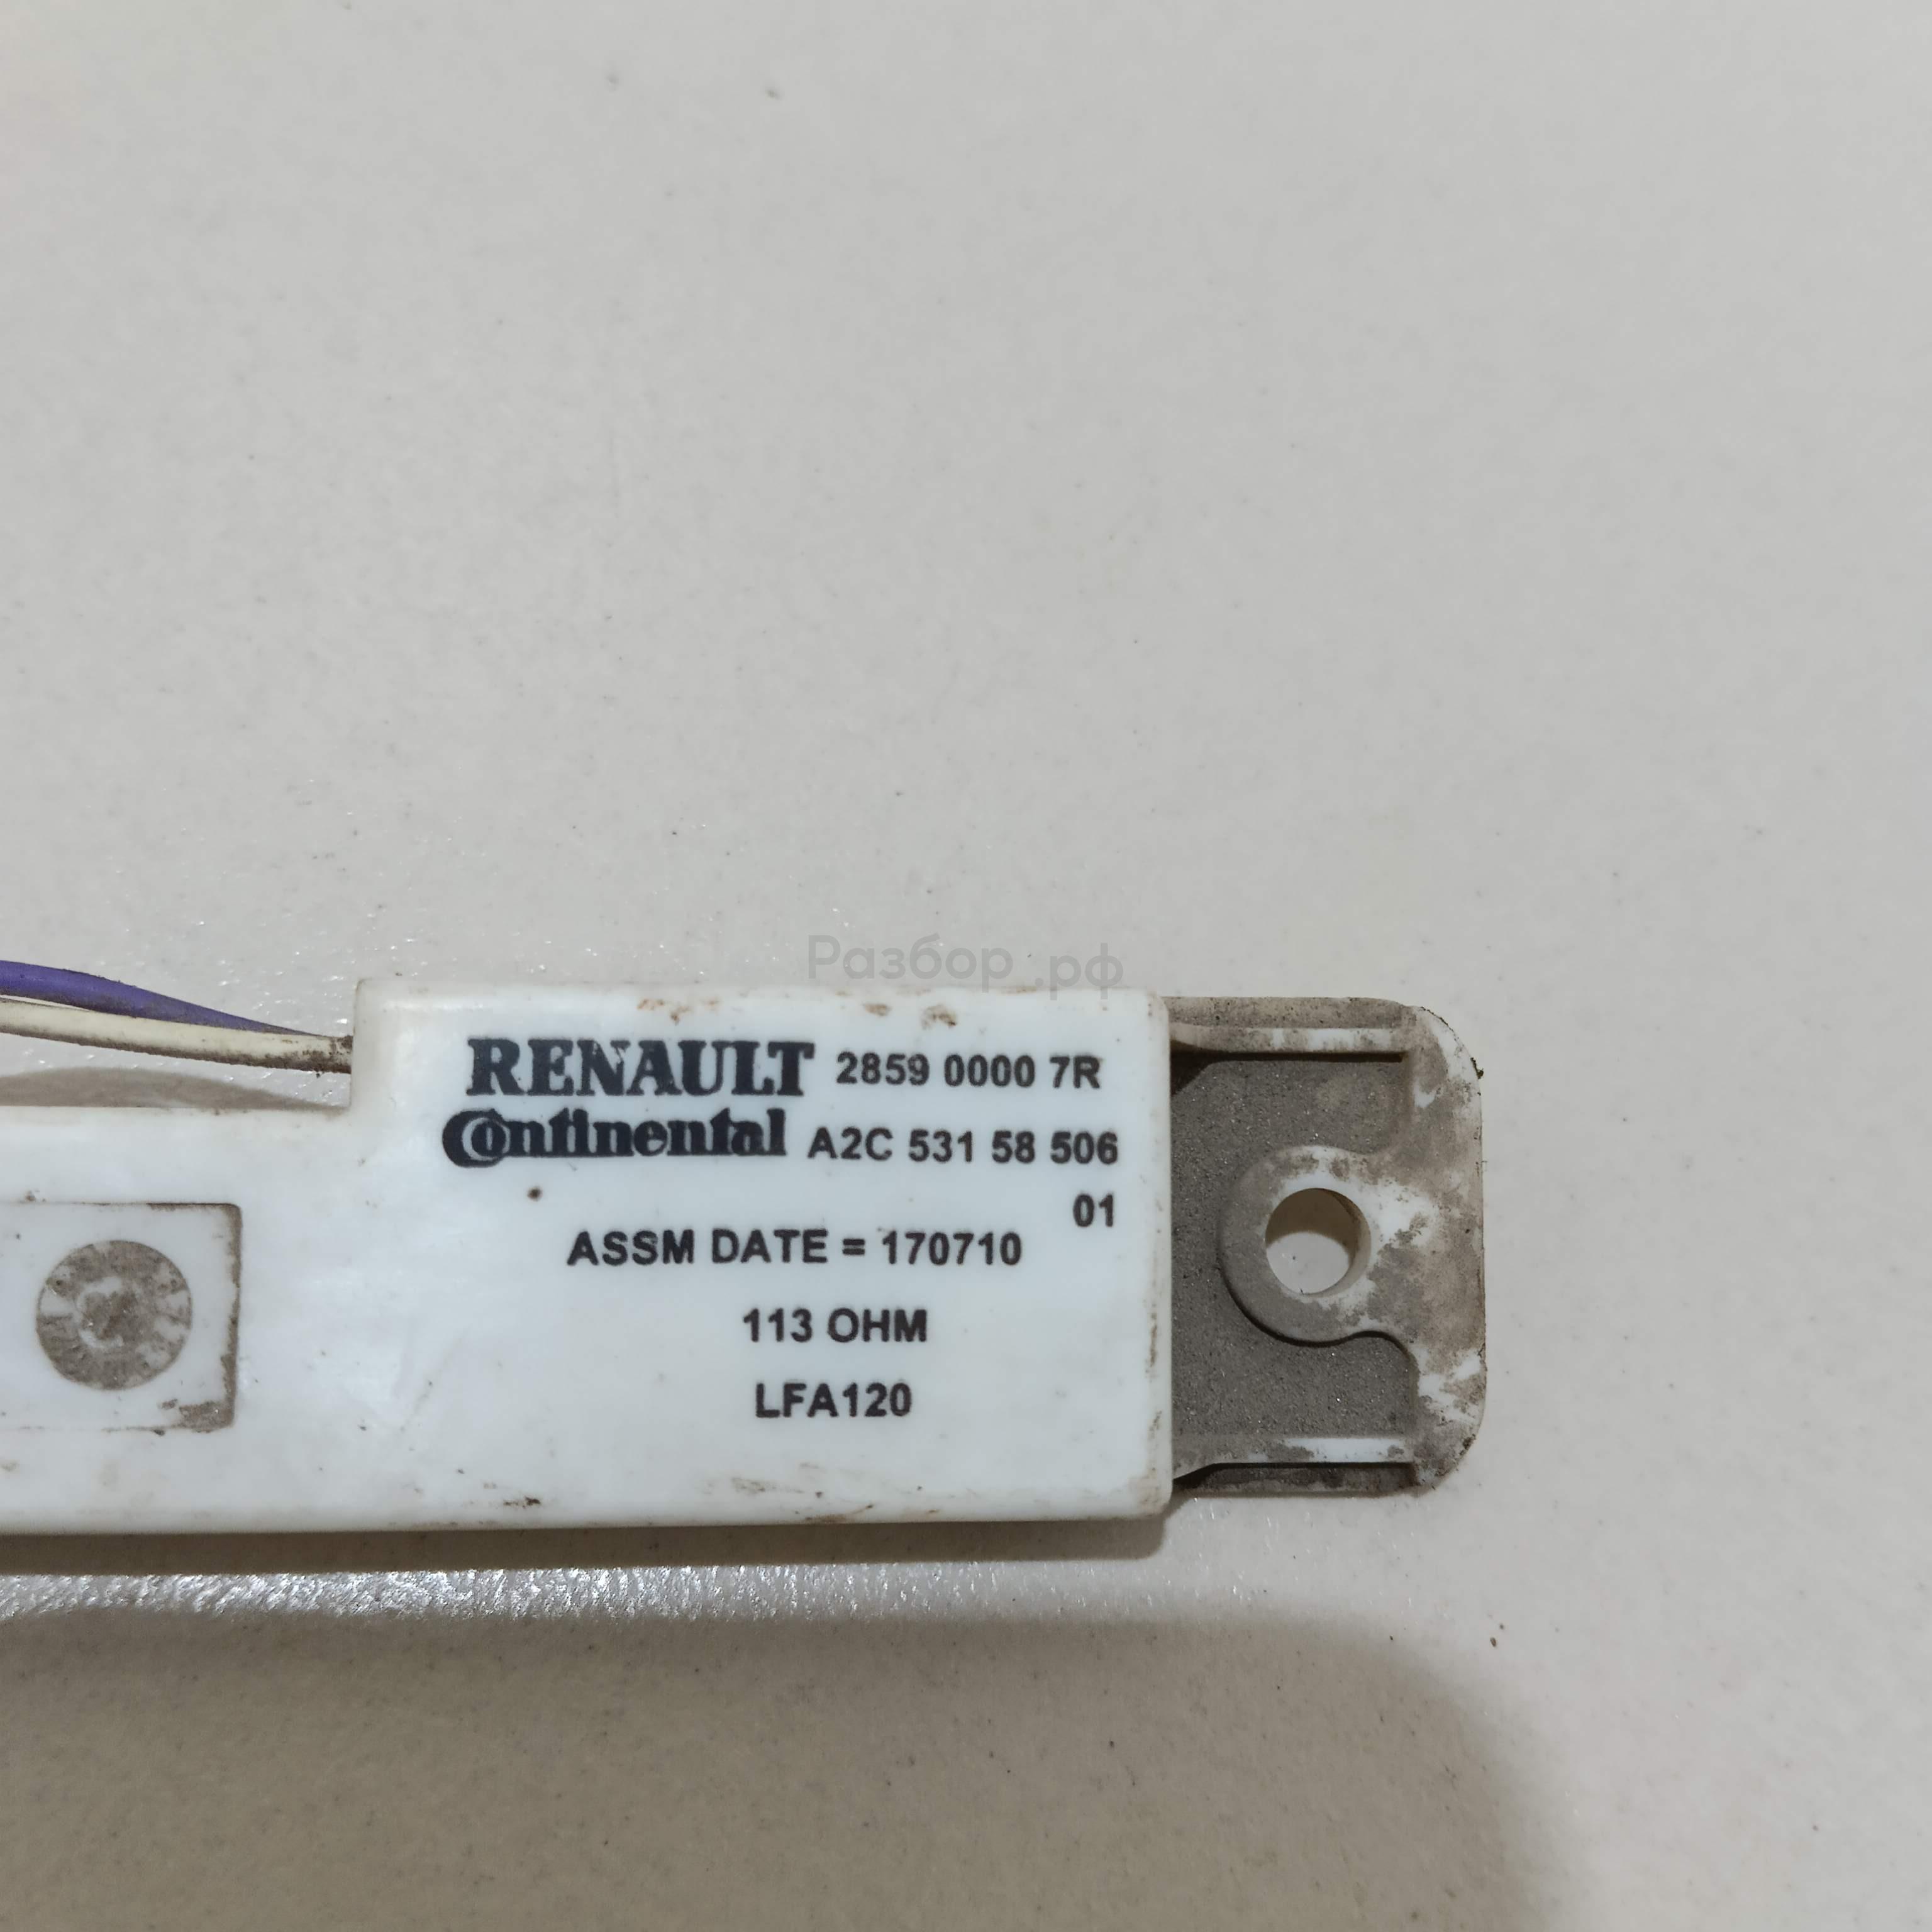 Разбор.рф
RENAULT 2859 0000 7R
Continental A2C 531 58 506
01
ASSM DATE = 170710
113 OHM
LFA120